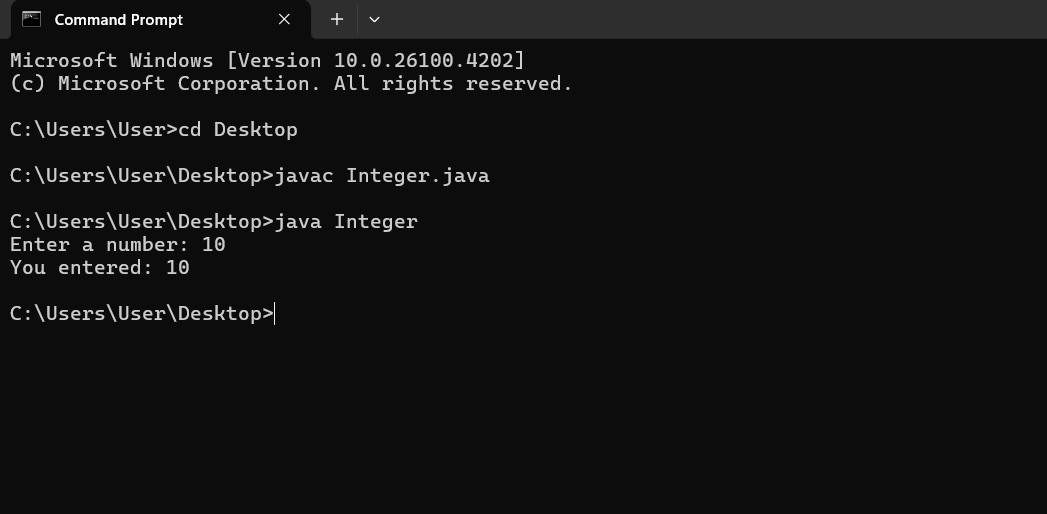 Command Prompt
Microsoft Windows [Version 10.0.26100.4202]
(c) Microsoft Corporation. All rights reserved.
C:\Users\User>cd Desktop
C:\Users\User\Desktop>javac Integer.java
C:\Users\User\Desktop>java Integer
Enter a number: 10
You entered: 10
C:\Users\User\Desktop>